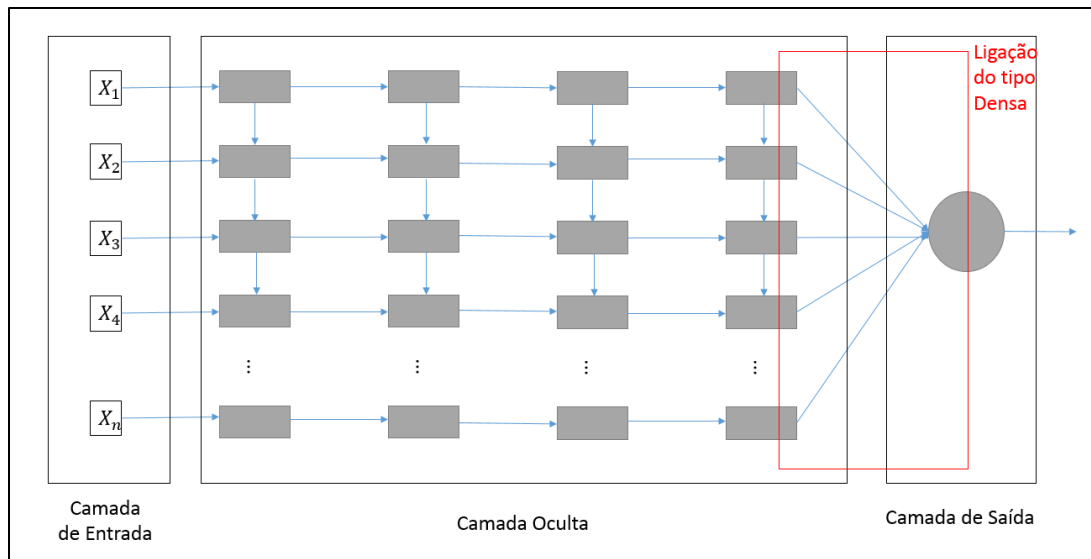 Ligação
do tipo
Densa
X₁
X₂
X₃
X₄
⋮ ⋮ ⋮ ⋮
Xₙ
Camada
de Entrada
Camada Oculta
Camada de Saída